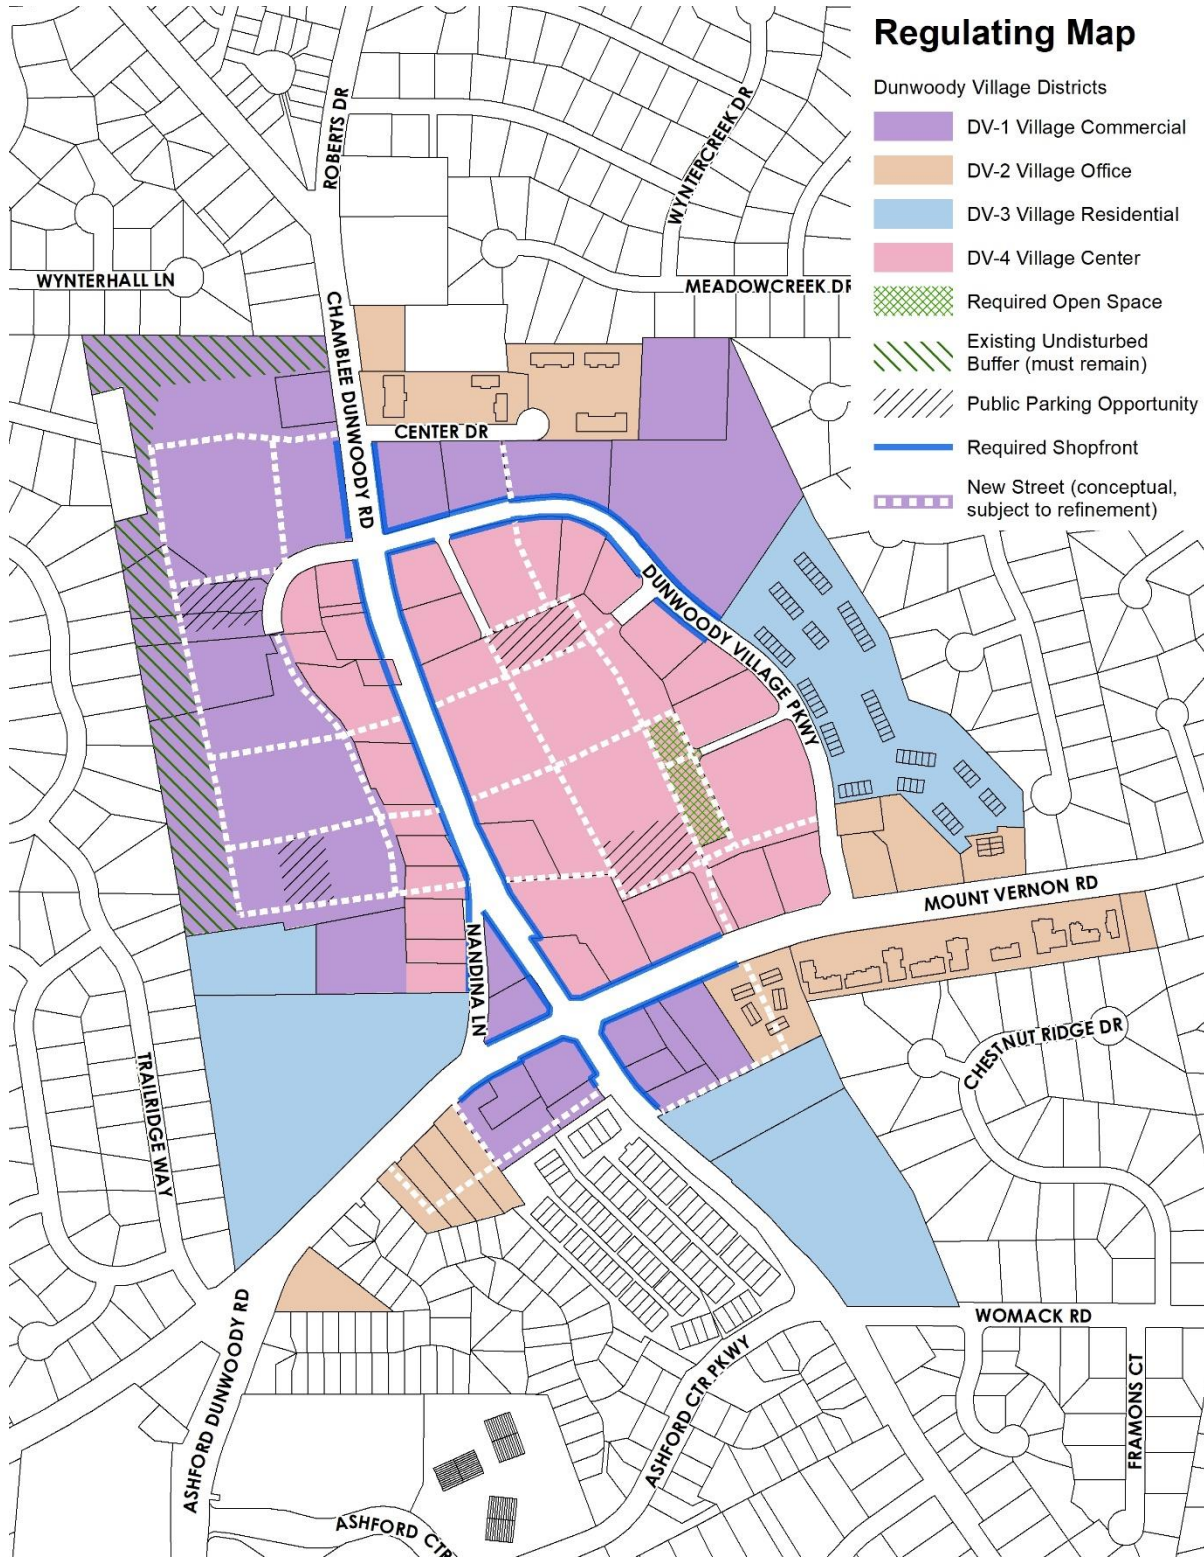 Regulating Map
Dunwoody Village Districts
DV-1 Village Commercial
DV-2 Village Office
DV-3 Village Residential
DV-4 Village Center
Required Open Space
Existing Undisturbed
Buffer (must remain)
Public Parking Opportunity
Required Shopfront
New Street (conceptual,
subject to refinement)
ROBERTS DR
WYNTERCREEK DR
WYNTERHALL LN
MEADOWCREEK DR
CHAMBLEE DUNWOODY RD
CENTER DR
DUNWOODY VILLAGE PKWY
MOUNT VERNON RD
NANDINA LN
CHESTNUT RIDGE DR
TRAILRIDGE WAY
WOMACK RD
ASHFORD DUNWOODY RD
ASHFORD CTR PKWY
FRAMONS CT
ASHFORD CTR